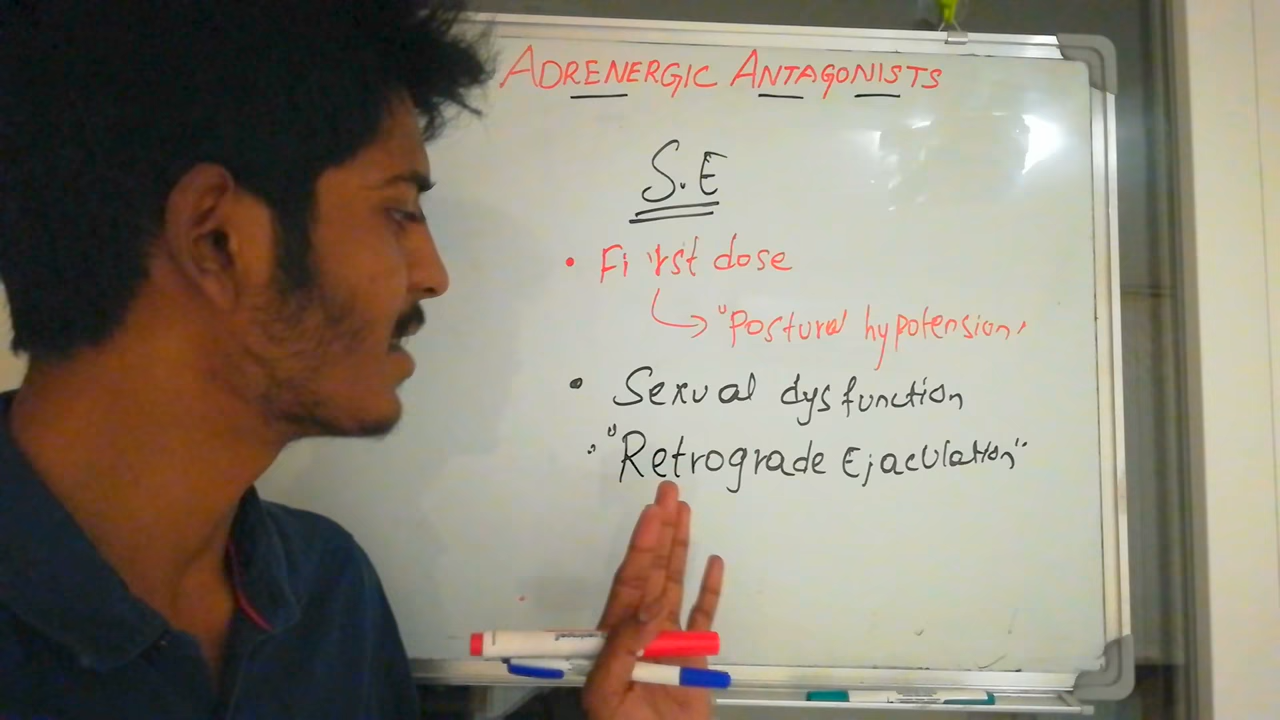 ADRENERGIC ANTAGONISTS
S.E
• First dose
"Postural hypotension,
• Sexual dysfunction
• "Retrograde Ejaculation"